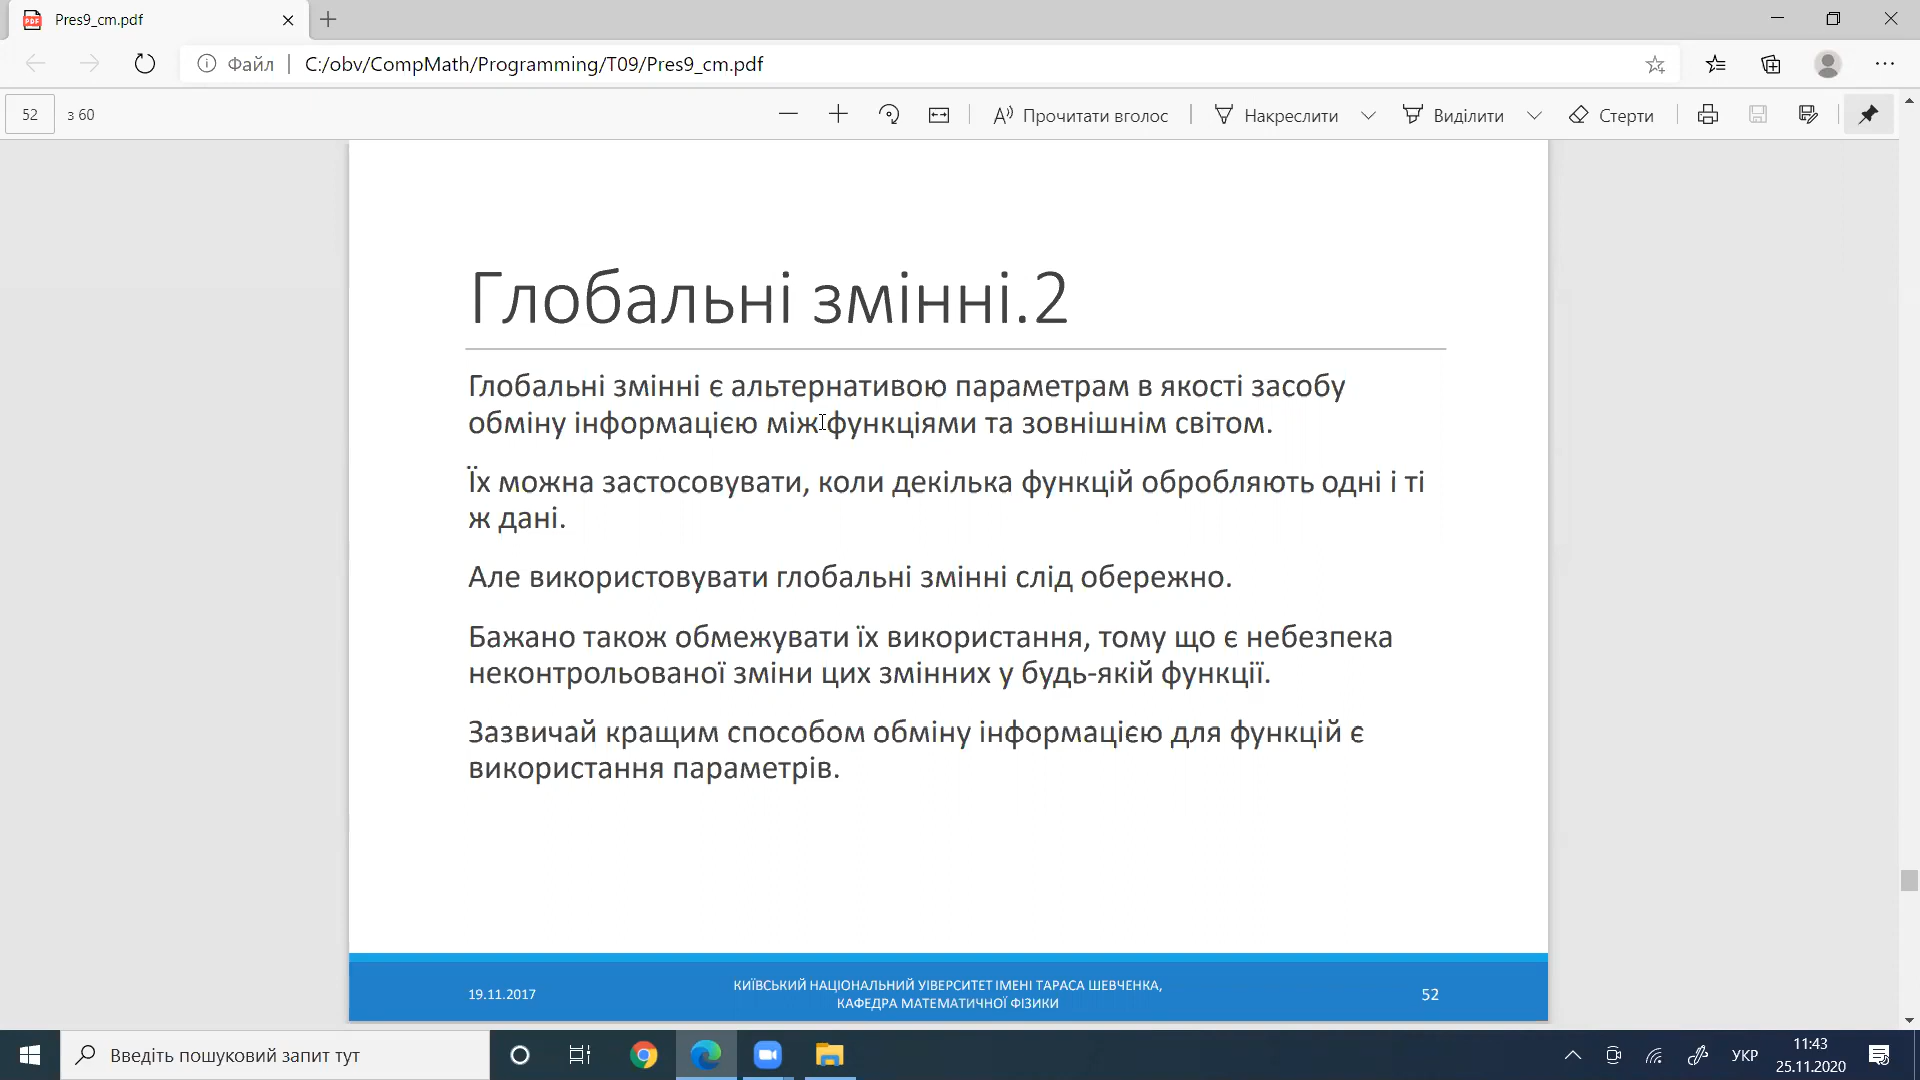 Pres9_cm.pdf
Файл
C:/obv/CompMath/Programming/T09/Pres9_cm.pdf
52
з 60
Прочитати вголос
Накреслити
Виділити
Стерти
Глобальні змінні.2
Глобальні змінні є альтернативою параметрам в якості засобу
обміну інформацією між функціями та зовнішнім світом.
Їх можна застосовувати, коли декілька функцій обробляють одні і ті
ж дані.
Але використовувати глобальні змінні слід обережно.
Бажано також обмежувати їх використання, тому що є небезпека
неконтрольованої зміни цих змінних у будь-якій функції.
Зазвичай кращим способом обміну інформацією для функцій є
використання параметрів.
19.11.2017
КИЇВСЬКИЙ НАЦІОНАЛЬНИЙ УІВЕРСИТЕТ ІМЕНІ ТАРАСА ШЕВЧЕНКА,
КАФЕДРА МАТЕМАТИЧНОЇ ФІЗИКИ
52
Введіть пошуковий запит тут
УКР
11:43
25.11.2020